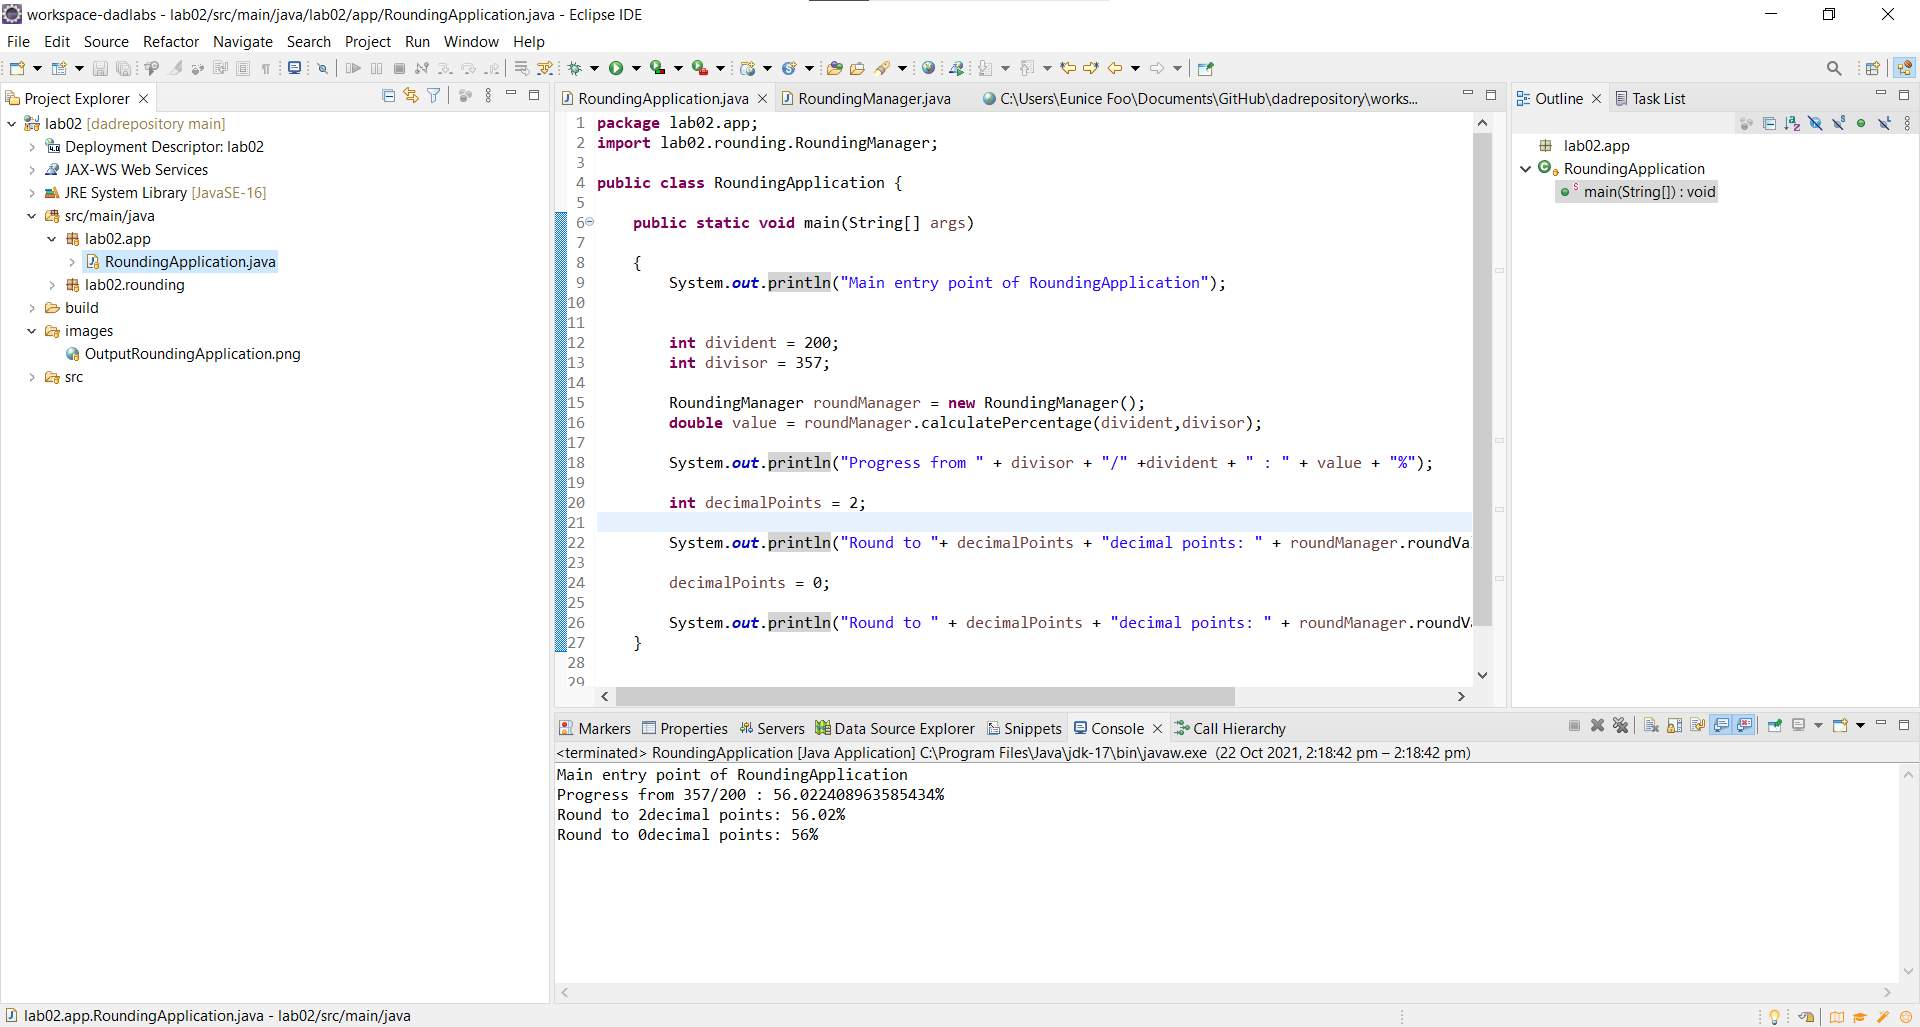 workspace-dadlabs - lab02/src/main/java/lab02/app/RoundingApplication.java - Eclipse IDE
File Edit Source Refactor Navigate Search Project Run Window Help
Project Explorer
lab02 [dadrepository main]
Deployment Descriptor: lab02
JAX-WS Web Services
JRE System Library [JavaSE-16]
src/main/java
lab02.app
RoundingApplication.java
lab02.rounding
build
images
OutputRoundingApplication.png
src
RoundingApplication.java RoundingManager.java C:\Users\Eunice Foo\Documents\GitHub\dadrepository\works...
1 package lab02.app;
2 import lab02.rounding.RoundingManager;
3
4 public class RoundingApplication {
5
6 public static void main(String[] args)
7
8 {
9 System.out.println("Main entry point of RoundingApplication");
10
11
12 int divident = 200;
13 int divisor = 357;
14
15 RoundingManager roundManager = new RoundingManager();
16 double value = roundManager.calculatePercentage(divident,divisor);
17
18 System.out.println("Progress from " + divisor + "/" +divident + " : " + value + "%");
19
20 int decimalPoints = 2;
21
22 System.out.println("Round to "+ decimalPoints + "decimal points: " + roundManager.roundVa
23
24 decimalPoints = 0;
25
26 System.out.println("Round to " + decimalPoints + "decimal points: " + roundManager.roundV
27 }
28
29
Outline Task List
lab02.app
RoundingApplication
main(String[]) : void
Markers Properties Servers Data Source Explorer Snippets Console Call Hierarchy
<terminated> RoundingApplication [Java Application] C:\Program Files\Java\jdk-17\bin\javaw.exe (22 Oct 2021, 2:18:42 pm – 2:18:42 pm)
Main entry point of RoundingApplication
Progress from 357/200 : 56.022408963585434%
Round to 2decimal points: 56.02%
Round to 0decimal points: 56%
lab02.app.RoundingApplication.java - lab02/src/main/java